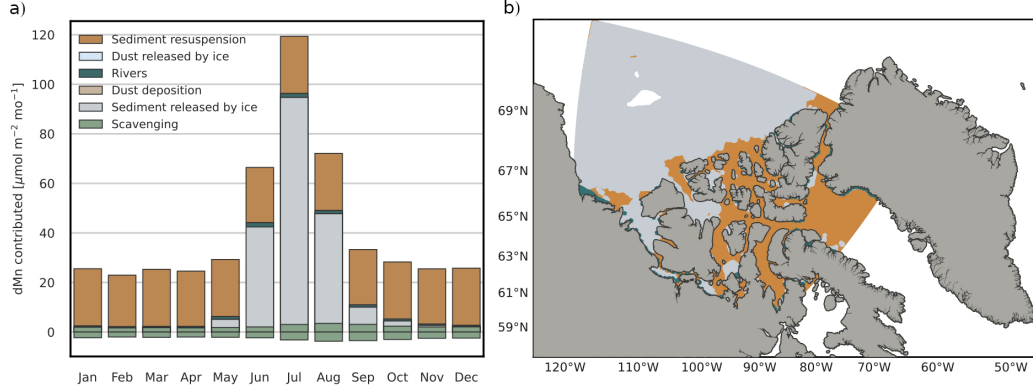 a)
dMn contributed [μmol m⁻² mo⁻¹]
120
100
80
60
40
20
0
Sediment resuspension
Dust released by ice
Rivers
Dust deposition
Sediment released by ice
Scavenging
Jan Feb Mar Apr May Jun Jul Aug Sep Oct Nov Dec
b)
69°N
67°N
65°N
63°N
61°N
59°N
120°W 110°W 100°W 90°W 80°W 70°W 60°W 50°W